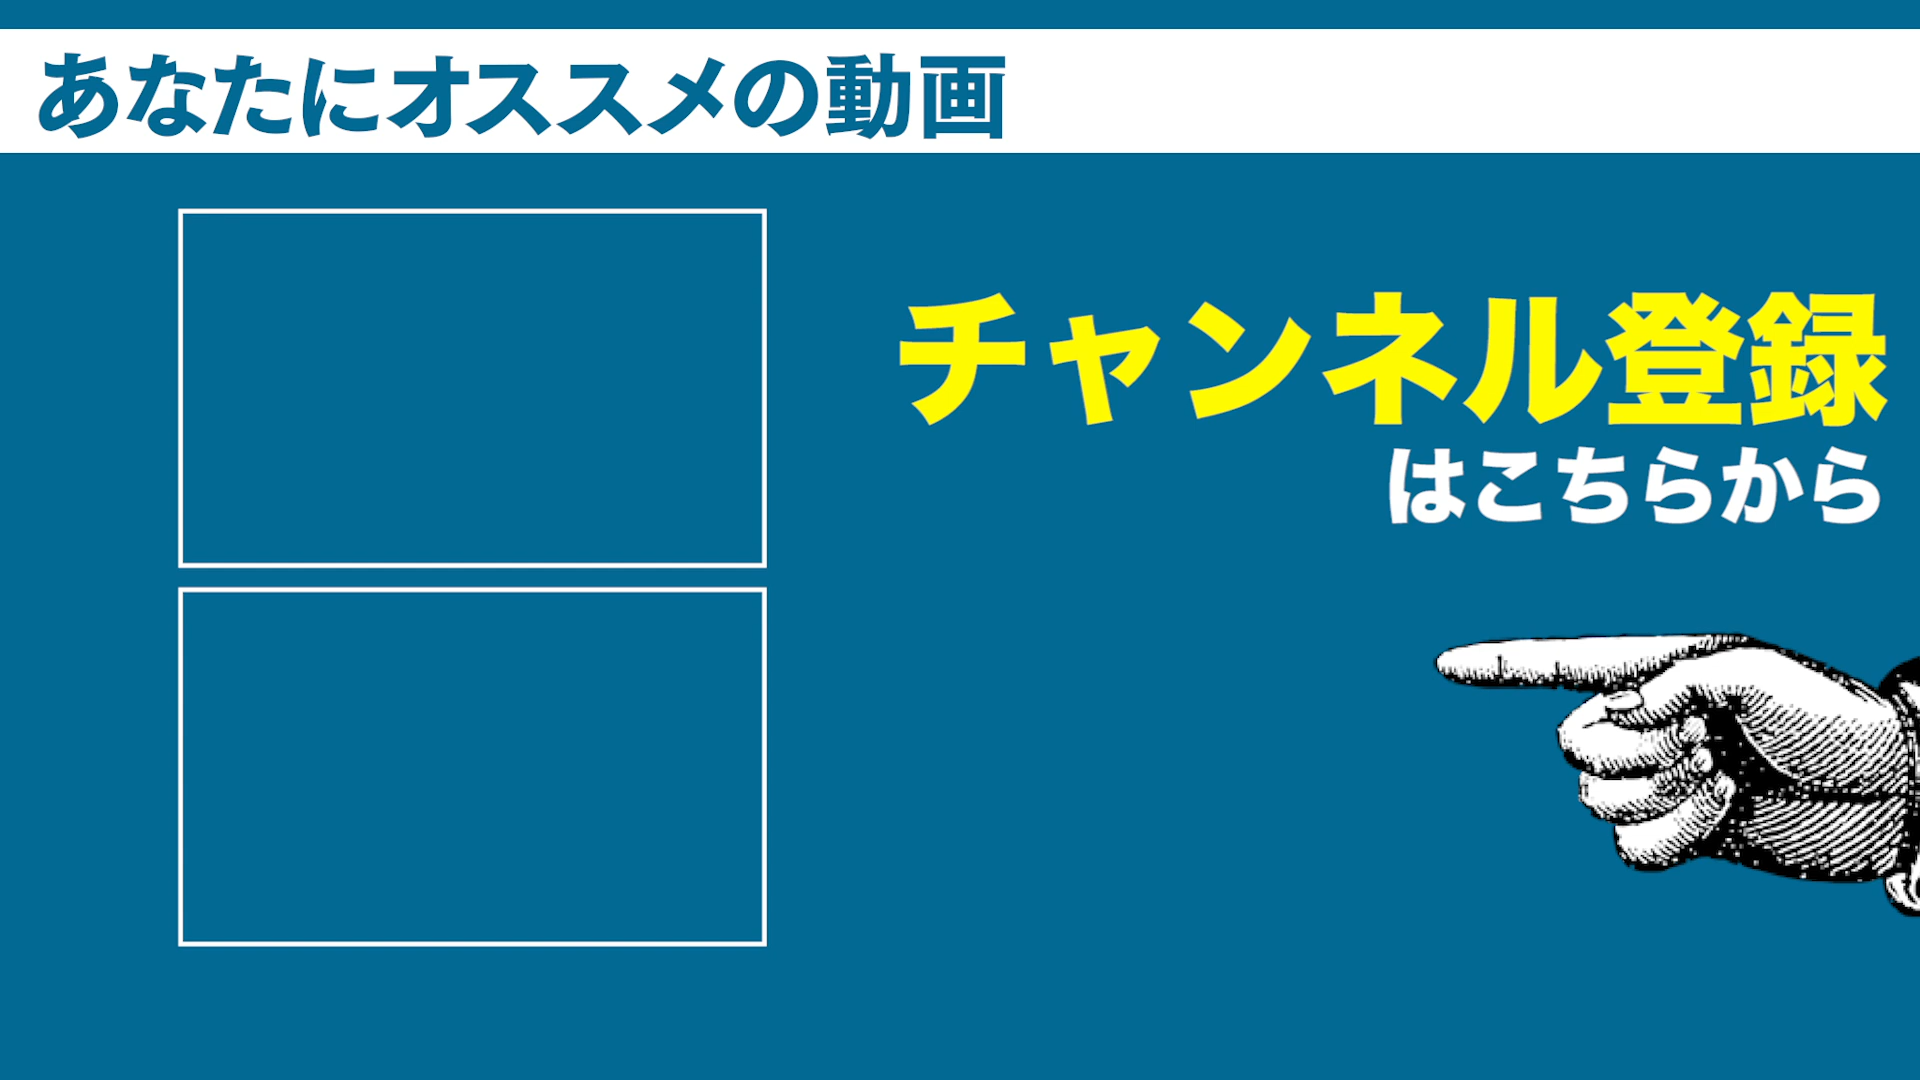 あなたにオススメの動画
チャンネル登録
はこちらから